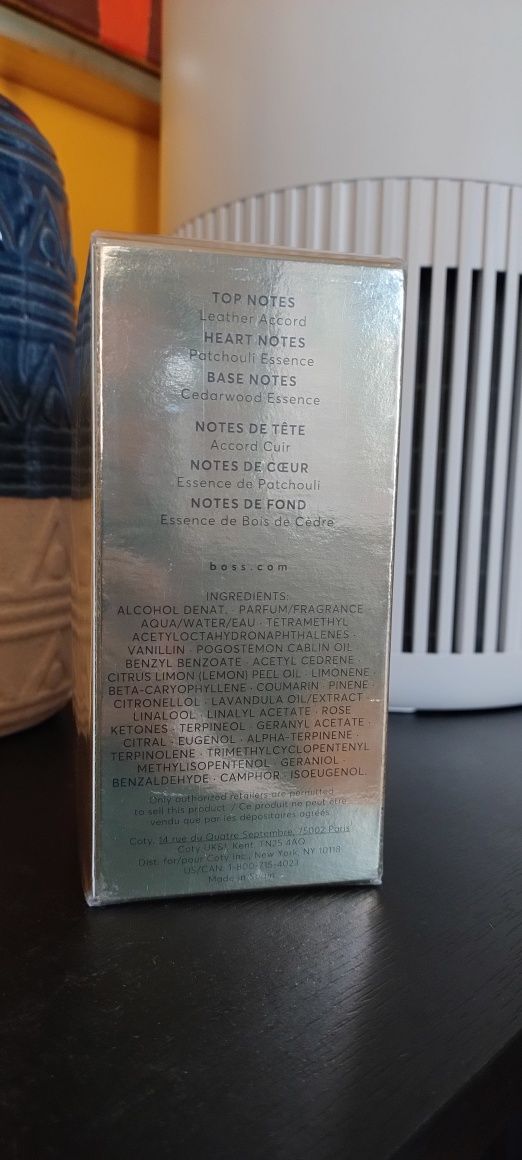 TOP NOTES
Leather Accord
HEART NOTES
Patchouli Essence
BASE NOTES
Cedarwood Essence
NOTES DE TÊTE
Accord Cuir
NOTES DE CŒUR
Essence de Patchouli
NOTES DE FOND
Essence de Bois de Cèdre
boss.com
INGREDIENTS:
ALCOHOL DENAT. · PARFUM/FRAGRANCE
AQUA/WATER/EAU · TETRAMETHYL
ACETYLOCTAHYDRONAPHTHALENES ·
VANILLIN · POGOSTEMON CABLIN OIL
BENZYL BENZOATE · ACETYL CEDRENE
CITRUS LIMON (LEMON) PEEL OIL · LIMONENE ·
BETA-CARYOPHYLLENE · COUMARIN · PINENE ·
CITRONELLOL · LAVANDULA OIL/EXTRACT ·
LINALOOL · LINALYL ACETATE · ROSE
KETONES · TERPINEOL · GERANYL ACETATE ·
CITRAL · EUGENOL · ALPHA-TERPINENE ·
TERPINOLENE · TRIMETHYLCYCLOPENTENYL
METHYLISOPENTENOL · GERANIOL ·
BENZALDEHYDE · CAMPHOR · ISOEUGENOL.
Only authorized retailers are permitted
to sell this product / Ce produit ne peut être
vendu que par les dépositaires agréés
Coty, 14 rue du Quatre Septembre, 75002 Paris
Coty UK&I, Kent, TN25 4AQ
Dist. for/pour Coty Inc., New York, NY 10118
US/CAN: 1-800-715-4023
Made in Spain